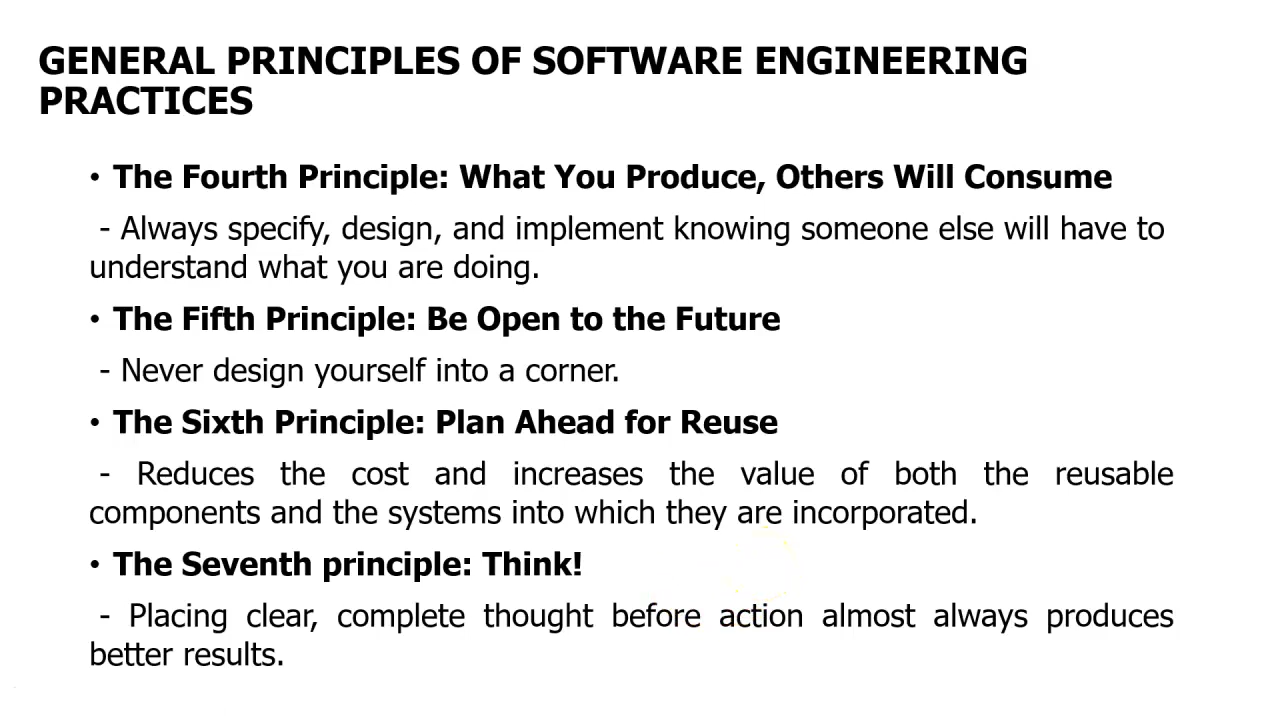 GENERAL PRINCIPLES OF SOFTWARE ENGINEERING
PRACTICES
• The Fourth Principle: What You Produce, Others Will Consume
- Always specify, design, and implement knowing someone else will have to
understand what you are doing.
• The Fifth Principle: Be Open to the Future
- Never design yourself into a corner.
• The Sixth Principle: Plan Ahead for Reuse
- Reduces the cost and increases the value of both the reusable
components and the systems into which they are incorporated.
• The Seventh principle: Think!
- Placing clear, complete thought before action almost always produces
better results.